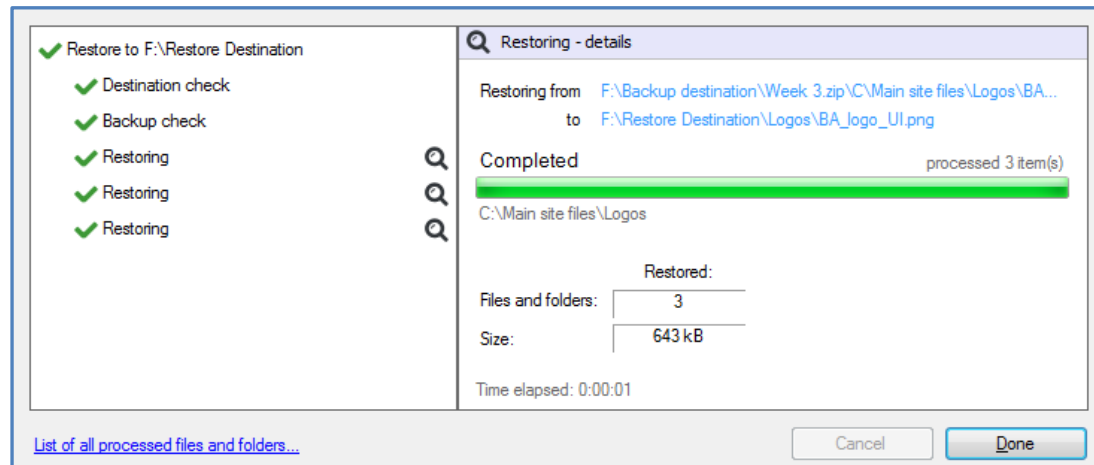 Restore to F:\Restore Destination
Destination check
Backup check
Restoring
Restoring
Restoring
Restoring - details
Restoring from F:\Backup destination\Week 3.zip\C\Main site files\Logos\BA...
to F:\Restore Destination\Logos\BA_logo_UI.png
Completed processed 3 item(s)
C:\Main site files\Logos
Restored:
Files and folders: 3
Size: 643 kB
Time elapsed: 0:00:01
List of all processed files and folders...
Cancel Done